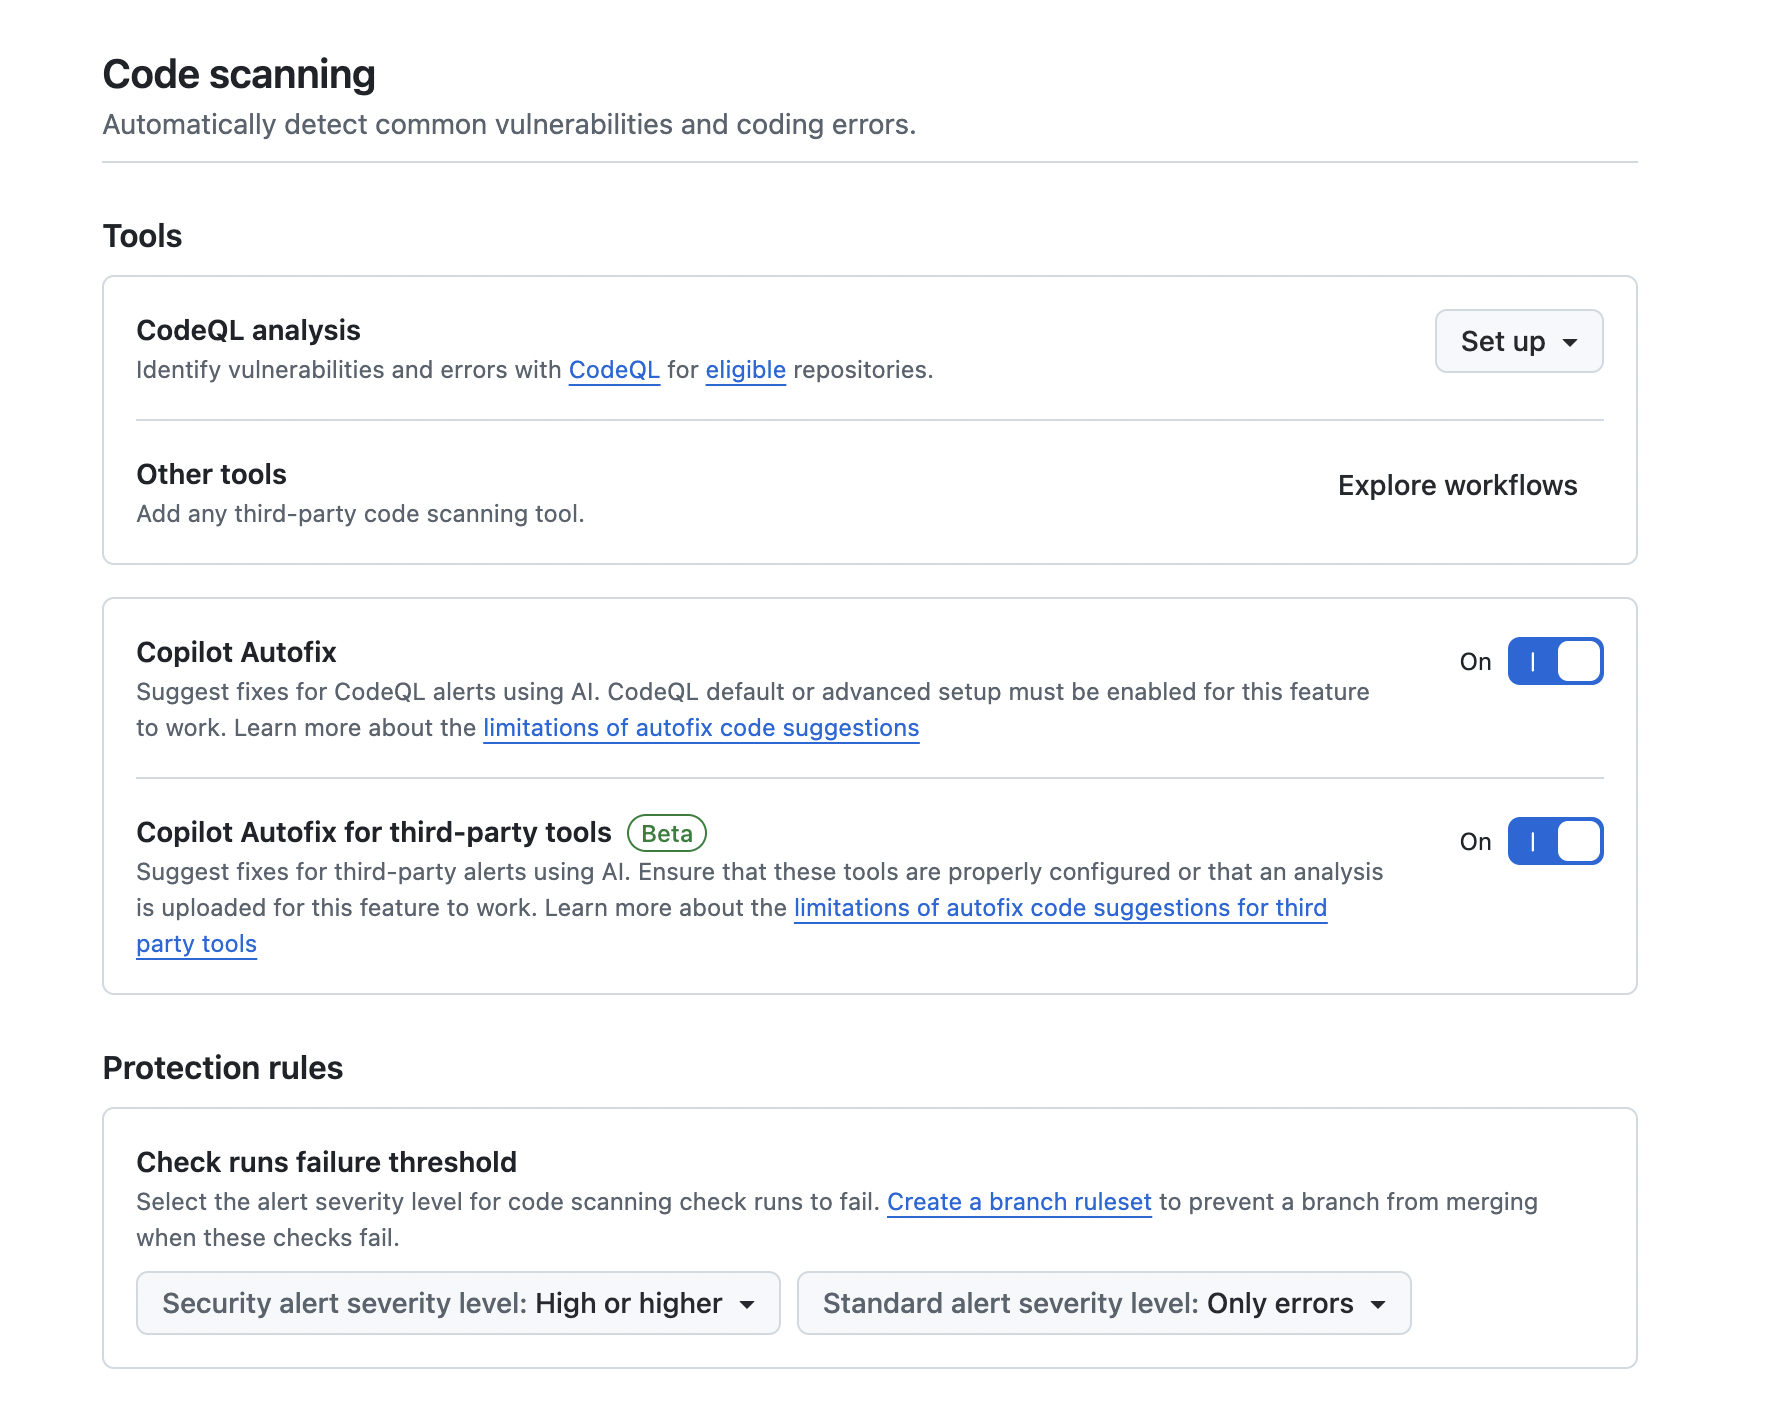 Code scanning
Automatically detect common vulnerabilities and coding errors.
Tools
CodeQL analysis
Identify vulnerabilities and errors with CodeQL for eligible repositories.
Set up
Other tools
Add any third-party code scanning tool.
Explore workflows
Copilot Autofix
Suggest fixes for CodeQL alerts using AI. CodeQL default or advanced setup must be enabled for this feature
to work. Learn more about the limitations of autofix code suggestions
On
Copilot Autofix for third-party tools Beta
Suggest fixes for third-party alerts using AI. Ensure that these tools are properly configured or that an analysis
is uploaded for this feature to work. Learn more about the limitations of autofix code suggestions for third
party tools
On
Protection rules
Check runs failure threshold
Select the alert severity level for code scanning check runs to fail. Create a branch ruleset to prevent a branch from merging
when these checks fail.
Security alert severity level: High or higher
Standard alert severity level: Only errors